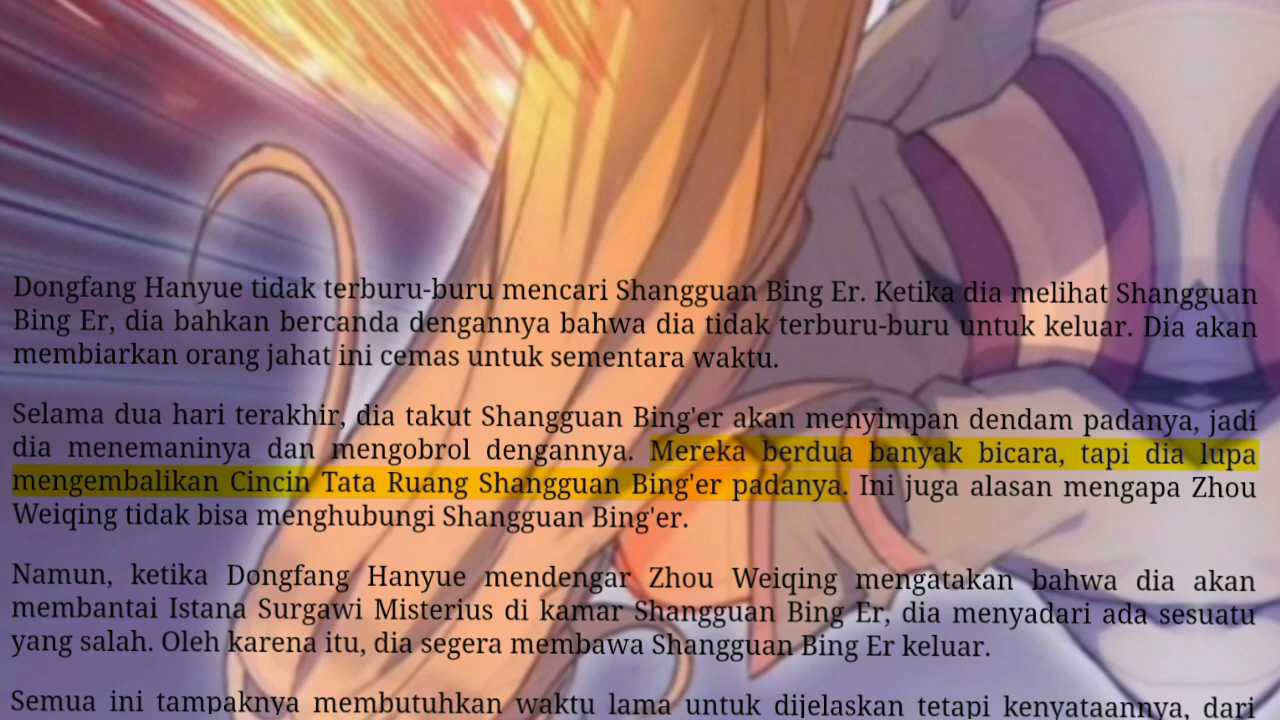 Dongfang Hanyue tidak terburu-buru mencari Shangguan Bing Er. Ketika dia melihat Shangguan
Bing Er, dia bahkan bercanda dengannya bahwa dia tidak terburu-buru untuk keluar. Dia akan
membiarkan orang jahat ini cemas untuk sementara waktu.
Selama dua hari terakhir, dia takut Shangguan Bing'er akan menyimpan dendam padanya, jadi
dia menemaninya dan mengobrol dengannya. Mereka berdua banyak bicara, tapi dia lupa
mengembalikan Cincin Tata Ruang Shangguan Bing'er padanya. Ini juga alasan mengapa Zhou
Weiqing tidak bisa menghubungi Shangguan Bing'er.
Namun, ketika Dongfang Hanyue mendengar Zhou Weiqing mengatakan bahwa dia akan
membantai Istana Surgawi Misterius di kamar Shangguan Bing Er, dia menyadari ada sesuatu
yang salah. Oleh karena itu, dia segera membawa Shangguan Bing Er keluar.
Semua ini tampaknya membutuhkan waktu lama untuk dijelaskan tetapi kenyataannya, dari